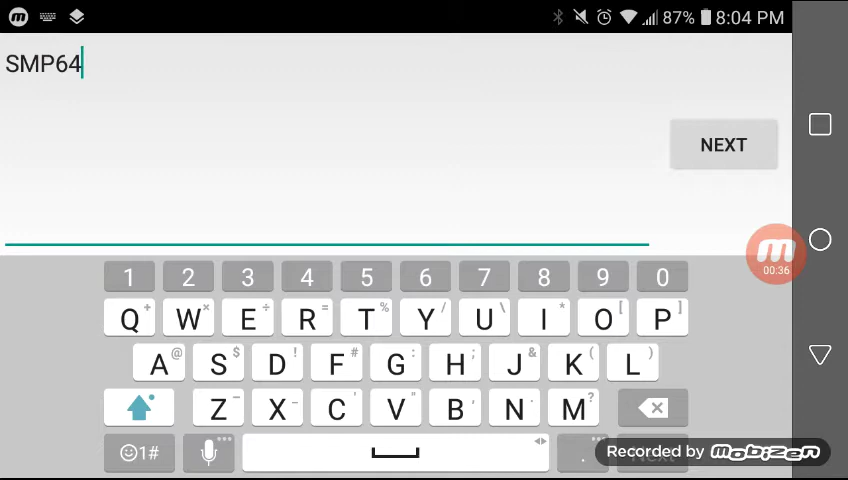 87% 8:04 PM
SMP64
NEXT
00:36
1 2 3 4 5 6 7 8 9 0
Q + W × E ÷ R = T % Y / U I * O [ P ]
A @ S $ D ! F # G : H ; J & K ( L )
Z - X _ C ' V " B , N . M ?
1# .
Recorded by Mobizen